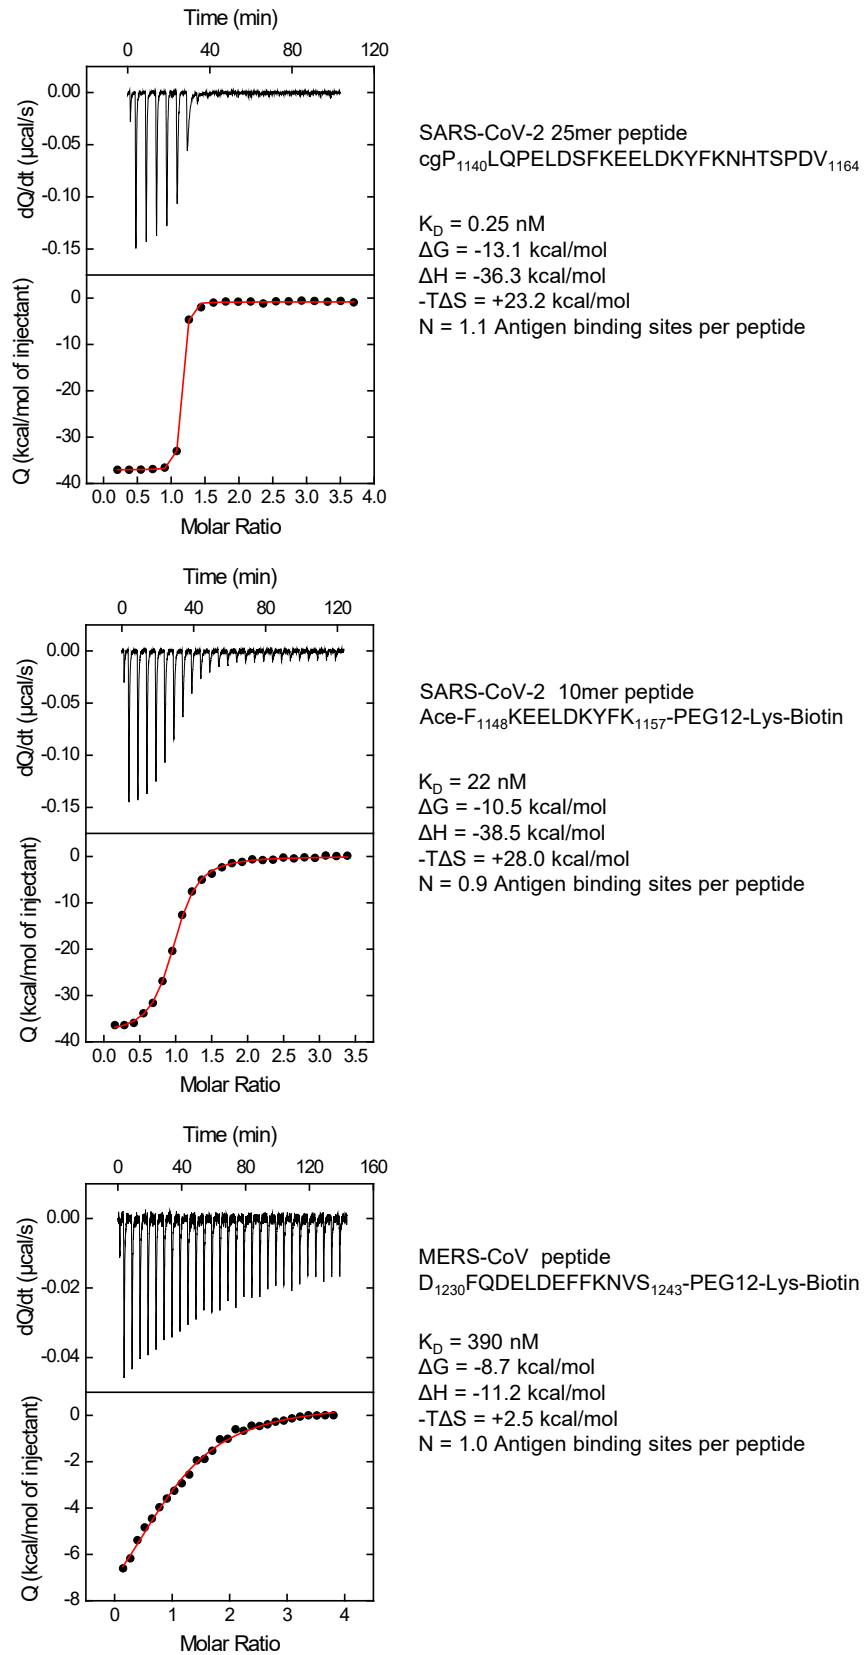 Time (min)
0 40 80 120
0.00
-0.05
-0.10
-0.15
dQ/dt (µcal/s)
0
-10
-20
-30
-40
Q (kcal/mol of injectant)
0.0 0.5 1.0 1.5 2.0 2.5 3.0 3.5 4.0
Molar Ratio
SARS-CoV-2 25mer peptide
cgP₁₁₄₀LQPELDSFKEELDKYFKNHTSPDV₁₁₆₄
K_D = 0.25 nM
ΔG = -13.1 kcal/mol
ΔH = -36.3 kcal/mol
-TΔS = +23.2 kcal/mol
N = 1.1 Antigen binding sites per peptide
Time (min)
0 40 80 120
0.00
-0.05
-0.10
-0.15
dQ/dt (µcal/s)
0
-10
-20
-30
-40
Q (kcal/mol of injectant)
0.0 0.5 1.0 1.5 2.0 2.5 3.0 3.5
Molar Ratio
SARS-CoV-2 10mer peptide
Ace-F₁₁₄₈KEELDKYFK₁₁₅₇-PEG12-Lys-Biotin
K_D = 22 nM
ΔG = -10.5 kcal/mol
ΔH = -38.5 kcal/mol
-TΔS = +28.0 kcal/mol
N = 0.9 Antigen binding sites per peptide
Time (min)
0 40 80 120 160
0.00
-0.02
-0.04
dQ/dt (µcal/s)
0
-2
-4
-6
-8
Q (kcal/mol of injectant)
0 1 2 3 4
Molar Ratio
MERS-CoV peptide
D₁₂₃₀FQDELDEFFKNVS₁₂₄₃-PEG12-Lys-Biotin
K_D = 390 nM
ΔG = -8.7 kcal/mol
ΔH = -11.2 kcal/mol
-TΔS = +2.5 kcal/mol
N = 1.0 Antigen binding sites per peptide